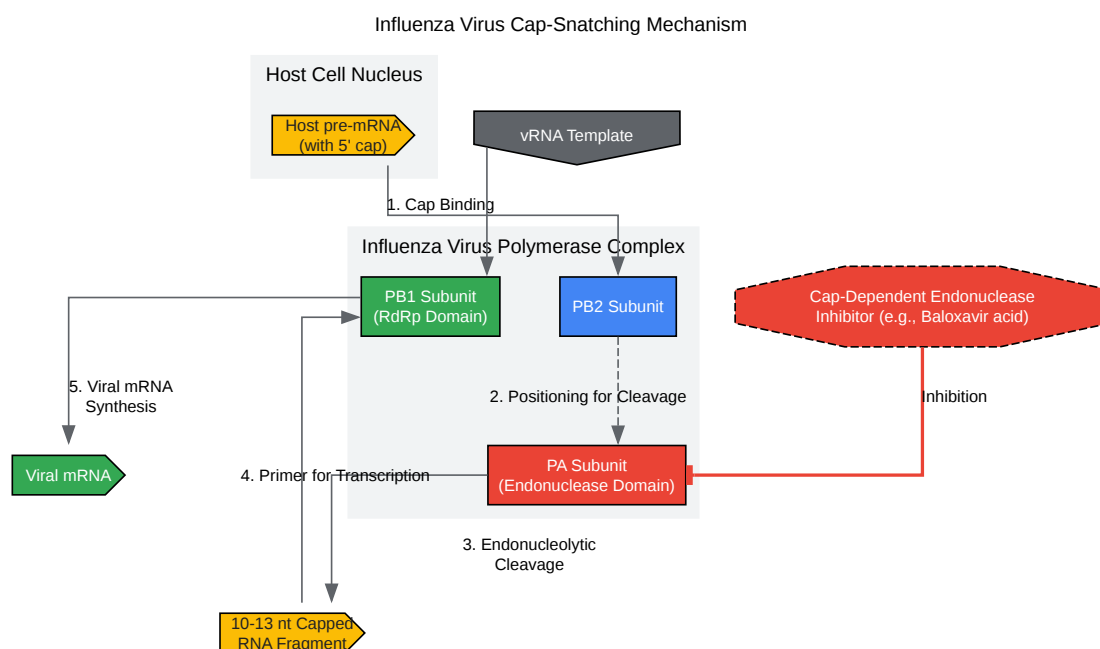 Influenza Virus Cap-Snatching Mechanism
Host Cell Nucleus
Host pre-mRNA
(with 5' cap)
vRNA Template
1. Cap Binding
Influenza Virus Polymerase Complex
PB1 Subunit
(RdRp Domain)
PB2 Subunit
Cap-Dependent Endonuclease
Inhibitor (e.g., Baloxavir acid)
5. Viral mRNA
Synthesis
2. Positioning for Cleavage
Inhibition
Viral mRNA
4. Primer for Transcription
PA Subunit
(Endonuclease Domain)
3. Endonucleolytic
Cleavage
10-13 nt Capped
RNA Fragment